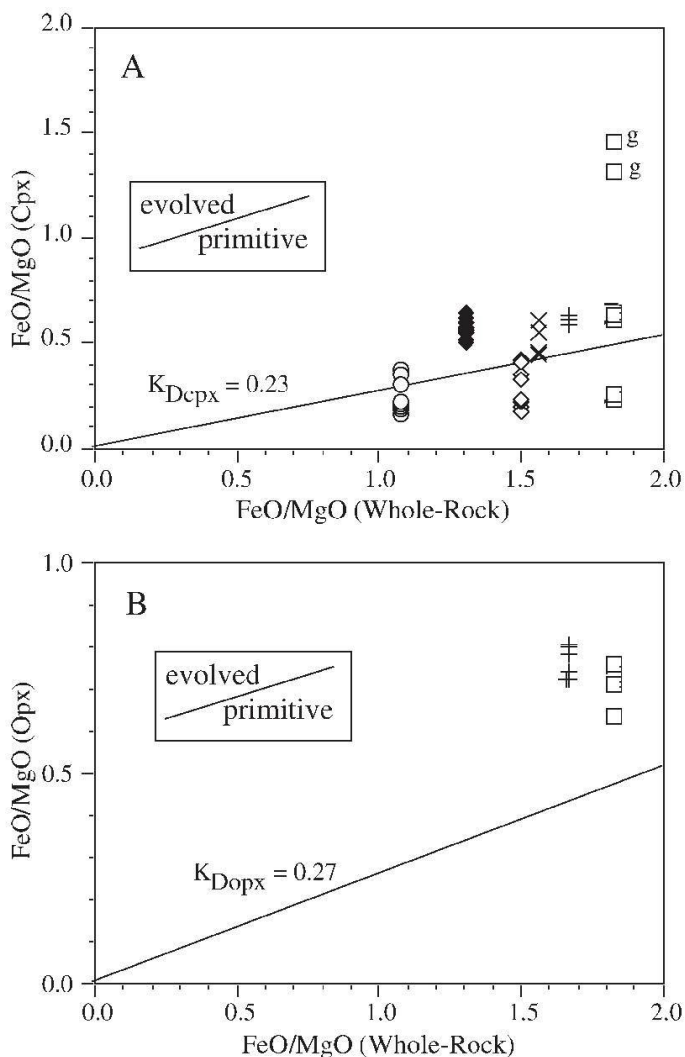 2.0
A
g
g
1.5
FeO/MgO (Cpx)
evolved
primitive
1.0
0.5
K_Dcpx = 0.23
0.0
0.0 0.5 1.0 1.5 2.0
FeO/MgO (Whole-Rock)
1.0
B
evolved
primitive
FeO/MgO (Opx)
0.5
K_Dopx = 0.27
0.0
0.0 0.5 1.0 1.5 2.0
FeO/MgO (Whole-Rock)